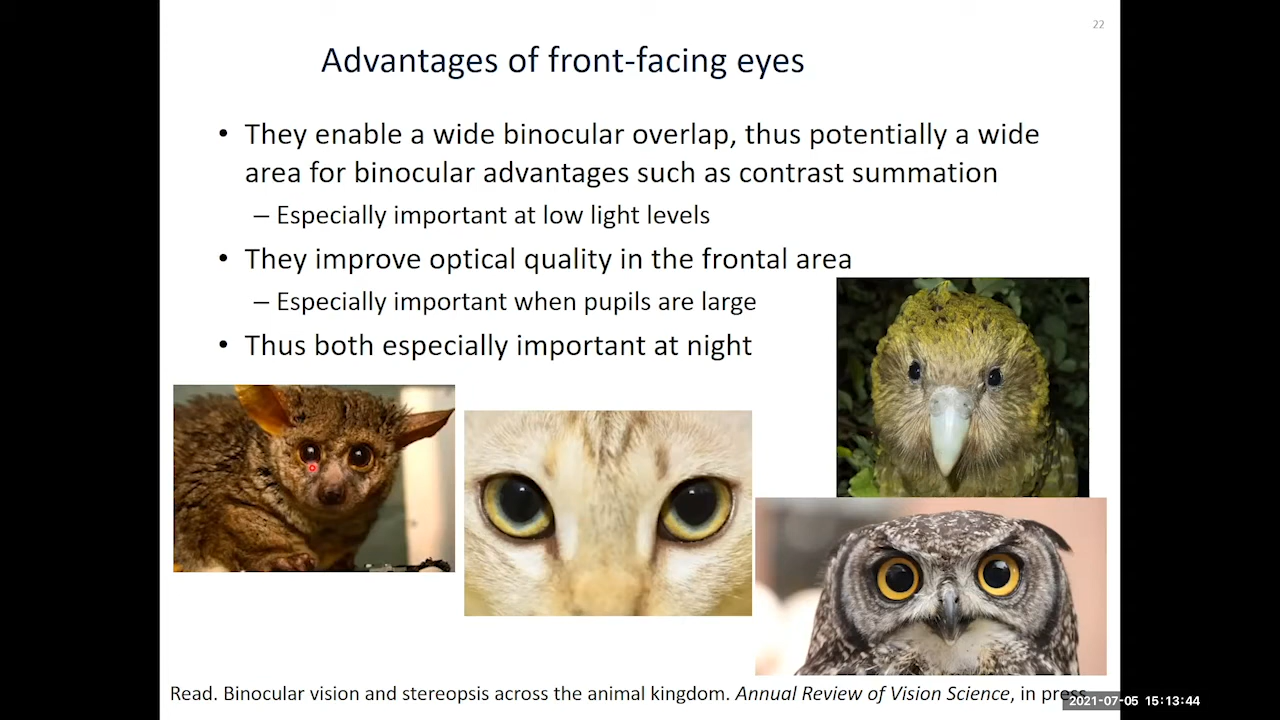 22
Advantages of front-facing eyes
• They enable a wide binocular overlap, thus potentially a wide
area for binocular advantages such as contrast summation
– Especially important at low light levels
• They improve optical quality in the frontal area
– Especially important when pupils are large
• Thus both especially important at night
Read. Binocular vision and stereopsis across the animal kingdom. Annual Review of Vision Science, in press.
2021-07-05 15:13:44